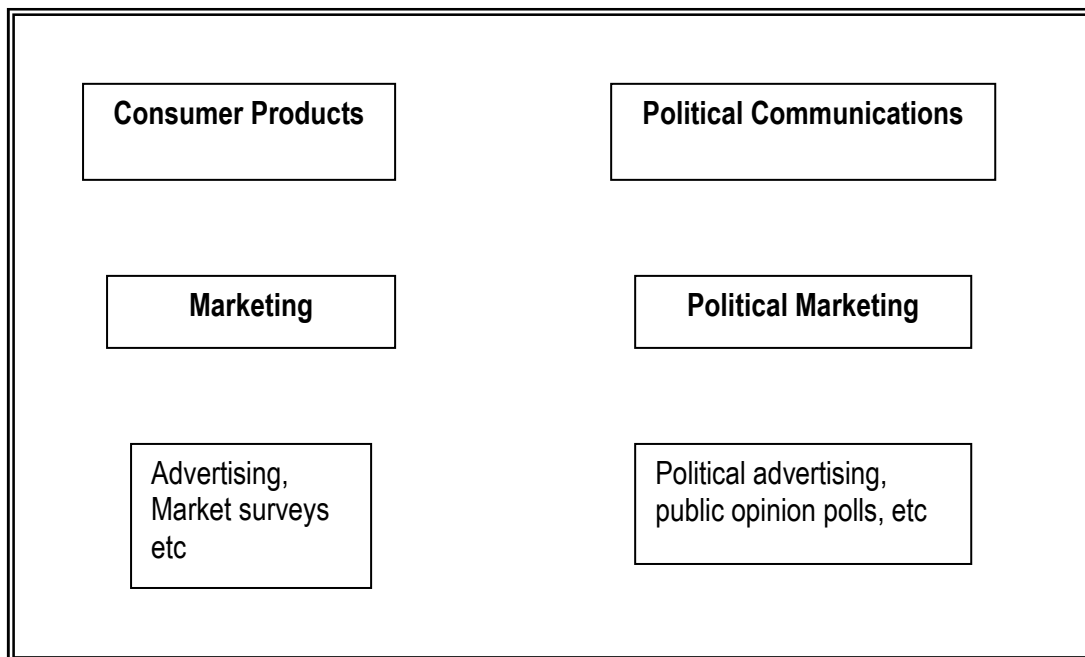 Consumer Products
Political Communications
Marketing
Political Marketing
Advertising,
Market surveys
etc
Political advertising,
public opinion polls, etc